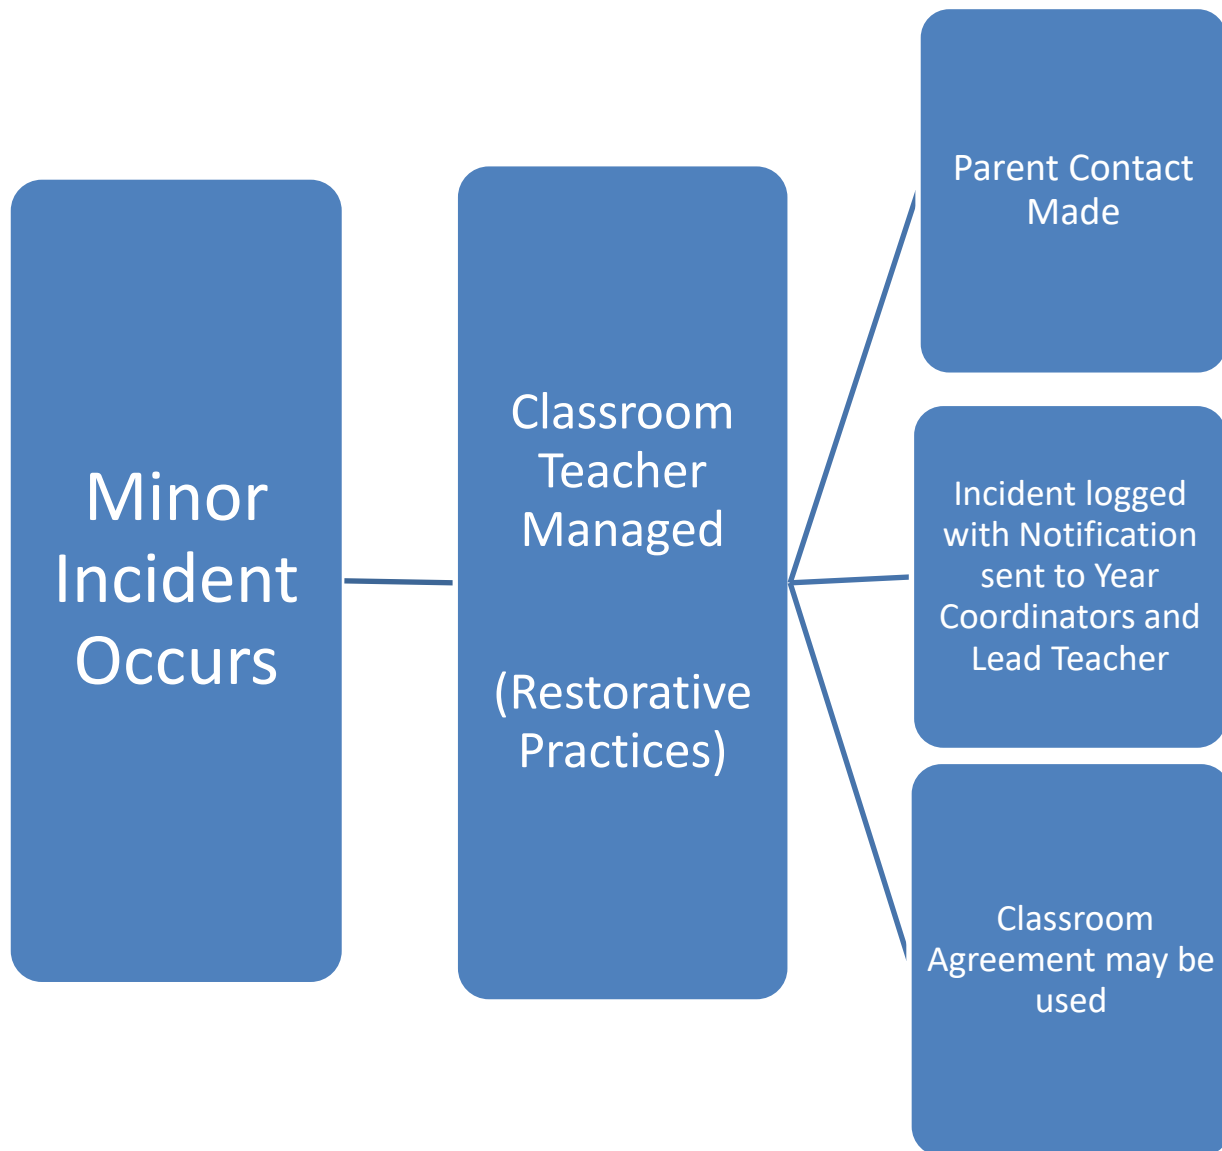 Minor
Incident
Occurs
Classroom
Teacher
Managed
(Restorative
Practices)
Parent Contact
Made
Incident logged
with Notification
sent to Year
Coordinators and
Lead Teacher
Classroom
Agreement may be
used